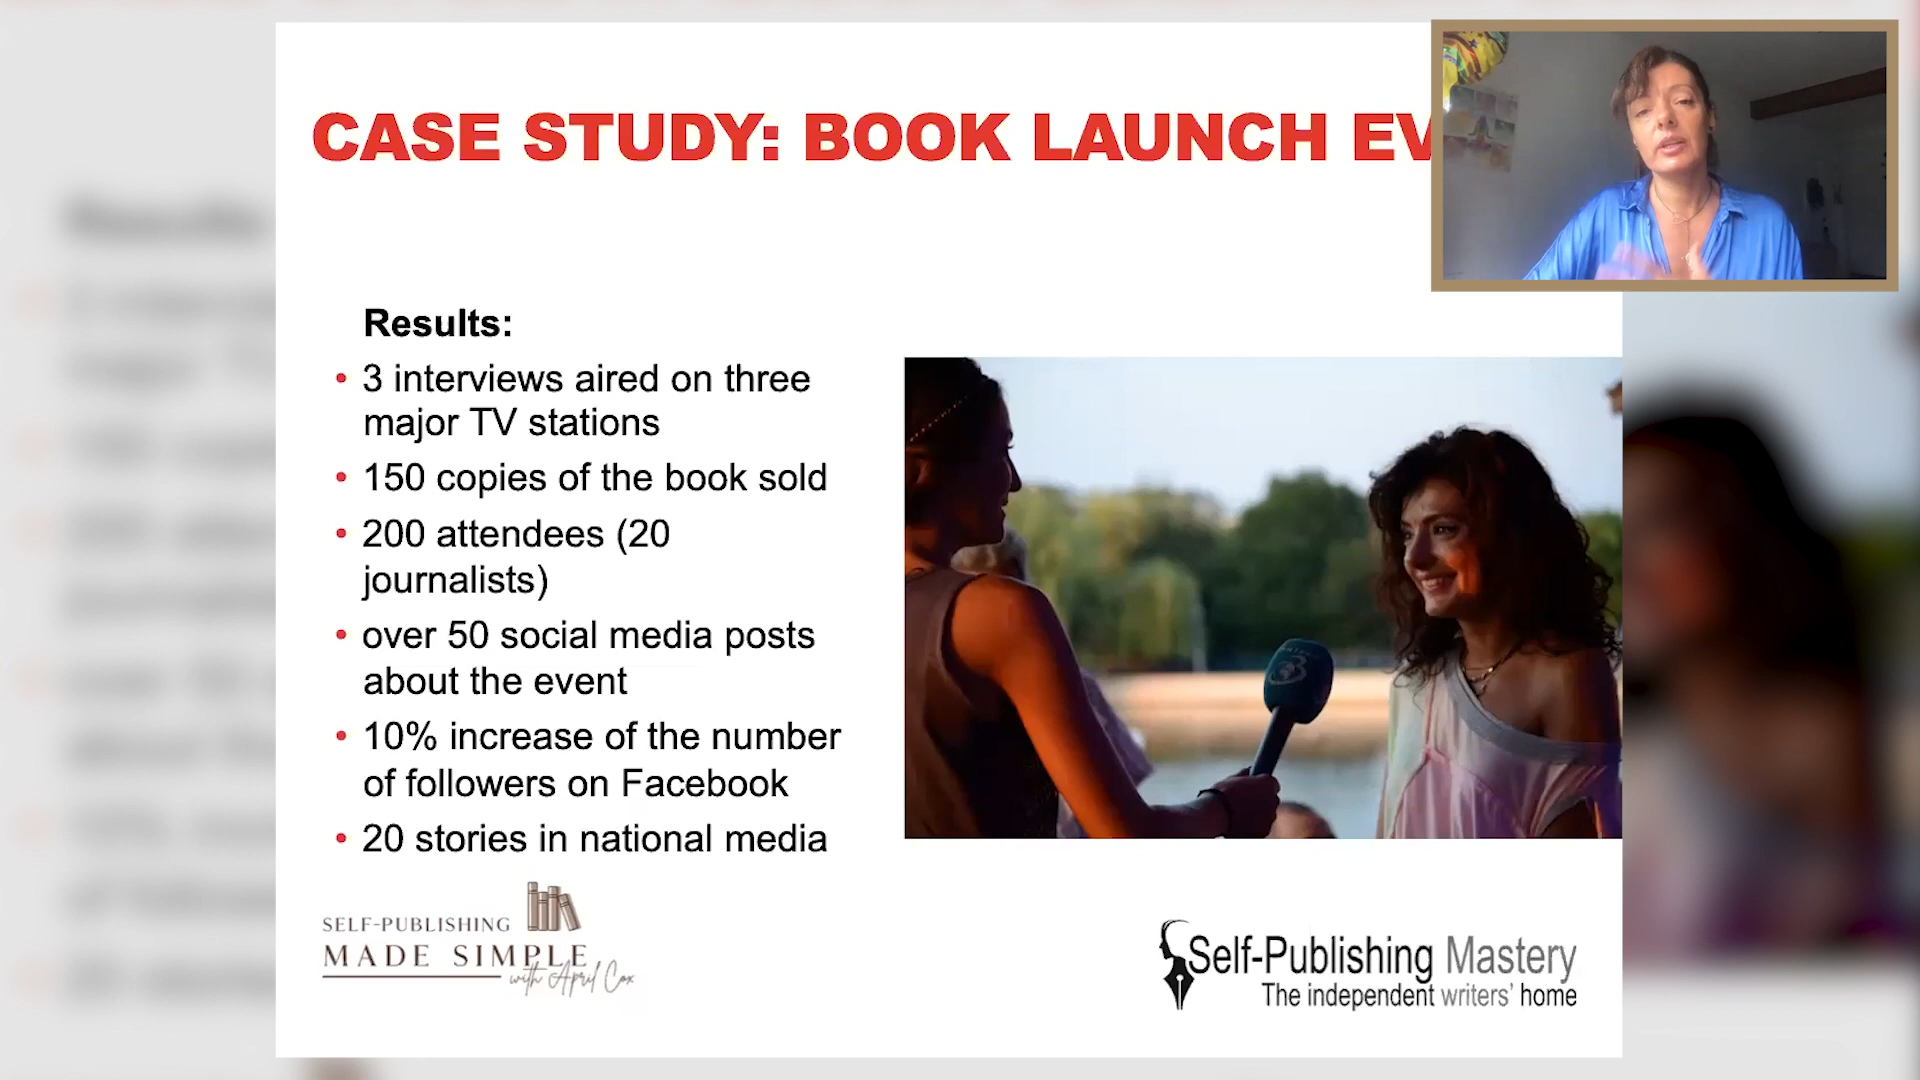 CASE STUDY: BOOK LAUNCH EV
Results:
• 3 interviews aired on three
major TV stations
• 150 copies of the book sold
• 200 attendees (20
journalists)
• over 50 social media posts
about the event
• 10% increase of the number
of followers on Facebook
• 20 stories in national media
SELF-PUBLISHING
MADE SIMPLE
with April Cox
Self-Publishing Mastery
The independent writers' home